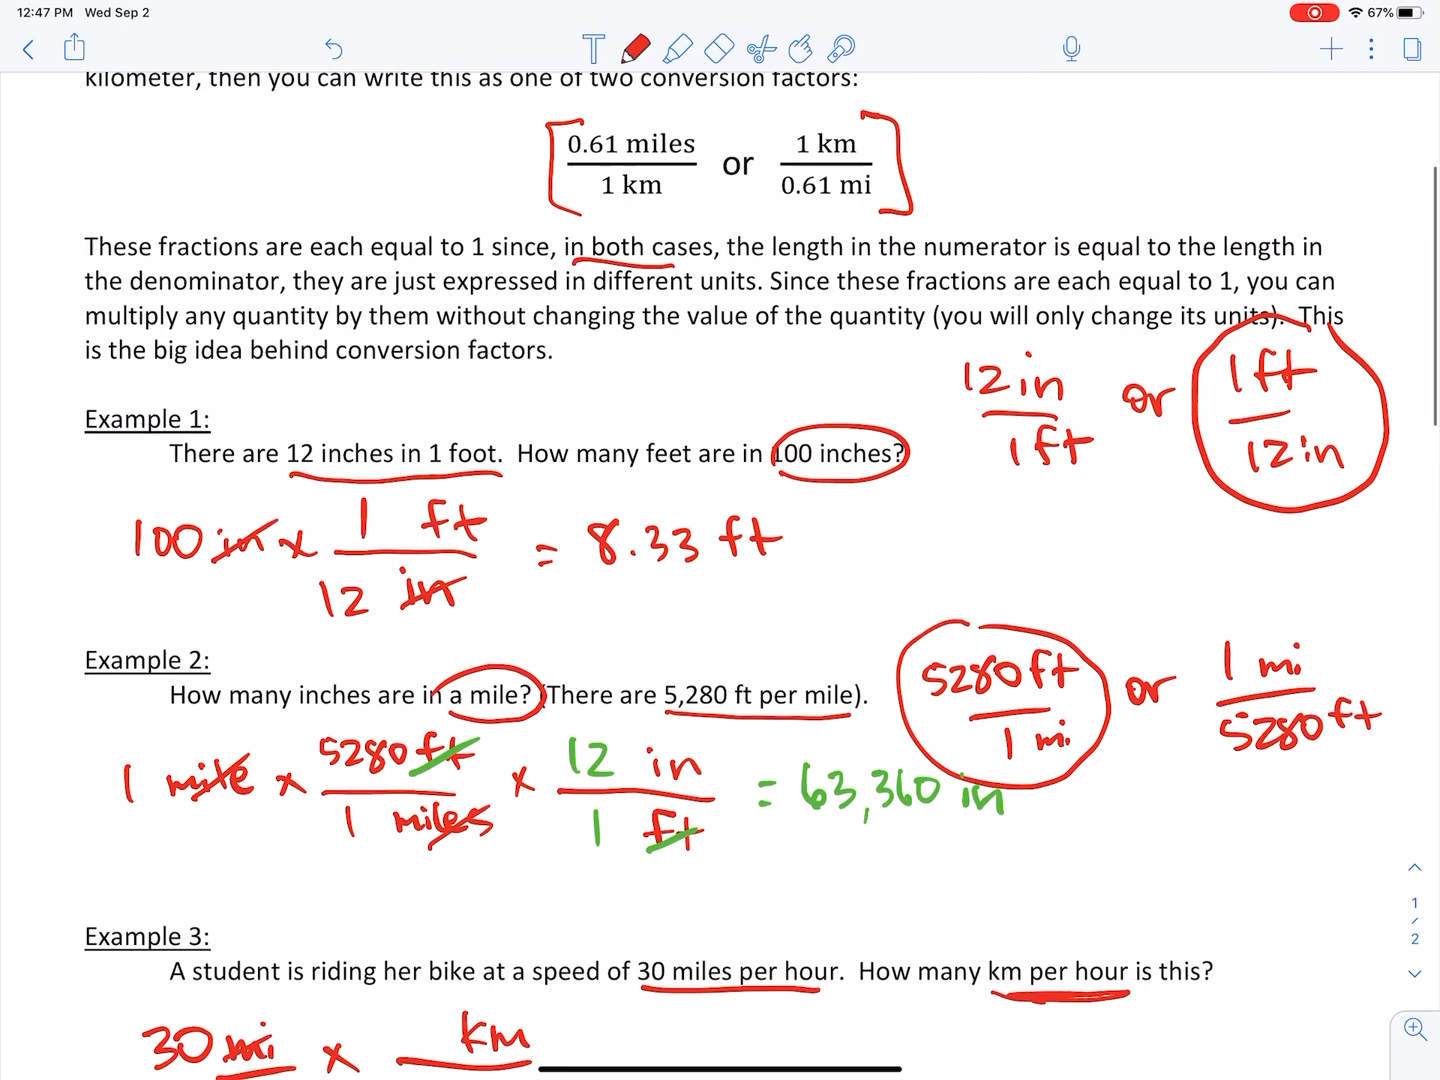 12:47 PM Wed Sep 2
67%
T
kilometer, then you can write this as one of two conversion factors:
0.61 miles
1 km
or
1 km
0.61 mi
These fractions are each equal to 1 since, in both cases, the length in the numerator is equal to the length in
the denominator, they are just expressed in different units. Since these fractions are each equal to 1, you can
multiply any quantity by them without changing the value of the quantity (you will only change its units). This
is the big idea behind conversion factors.
12 in
1 ft
or
1 ft
12 in
Example 1:
There are 12 inches in 1 foot. How many feet are in 100 inches?
100 in x
1 ft
12 in
= 8.33 ft
Example 2:
How many inches are in a mile? (There are 5,280 ft per mile).
5280 ft
1 mi
or
1 mi
5280 ft
1 mile x
5280 ft
1 miles
x
12 in
1 ft
= 63,360 in
1
/
2
Example 3:
A student is riding her bike at a speed of 30 miles per hour. How many km per hour is this?
30 mi x
km